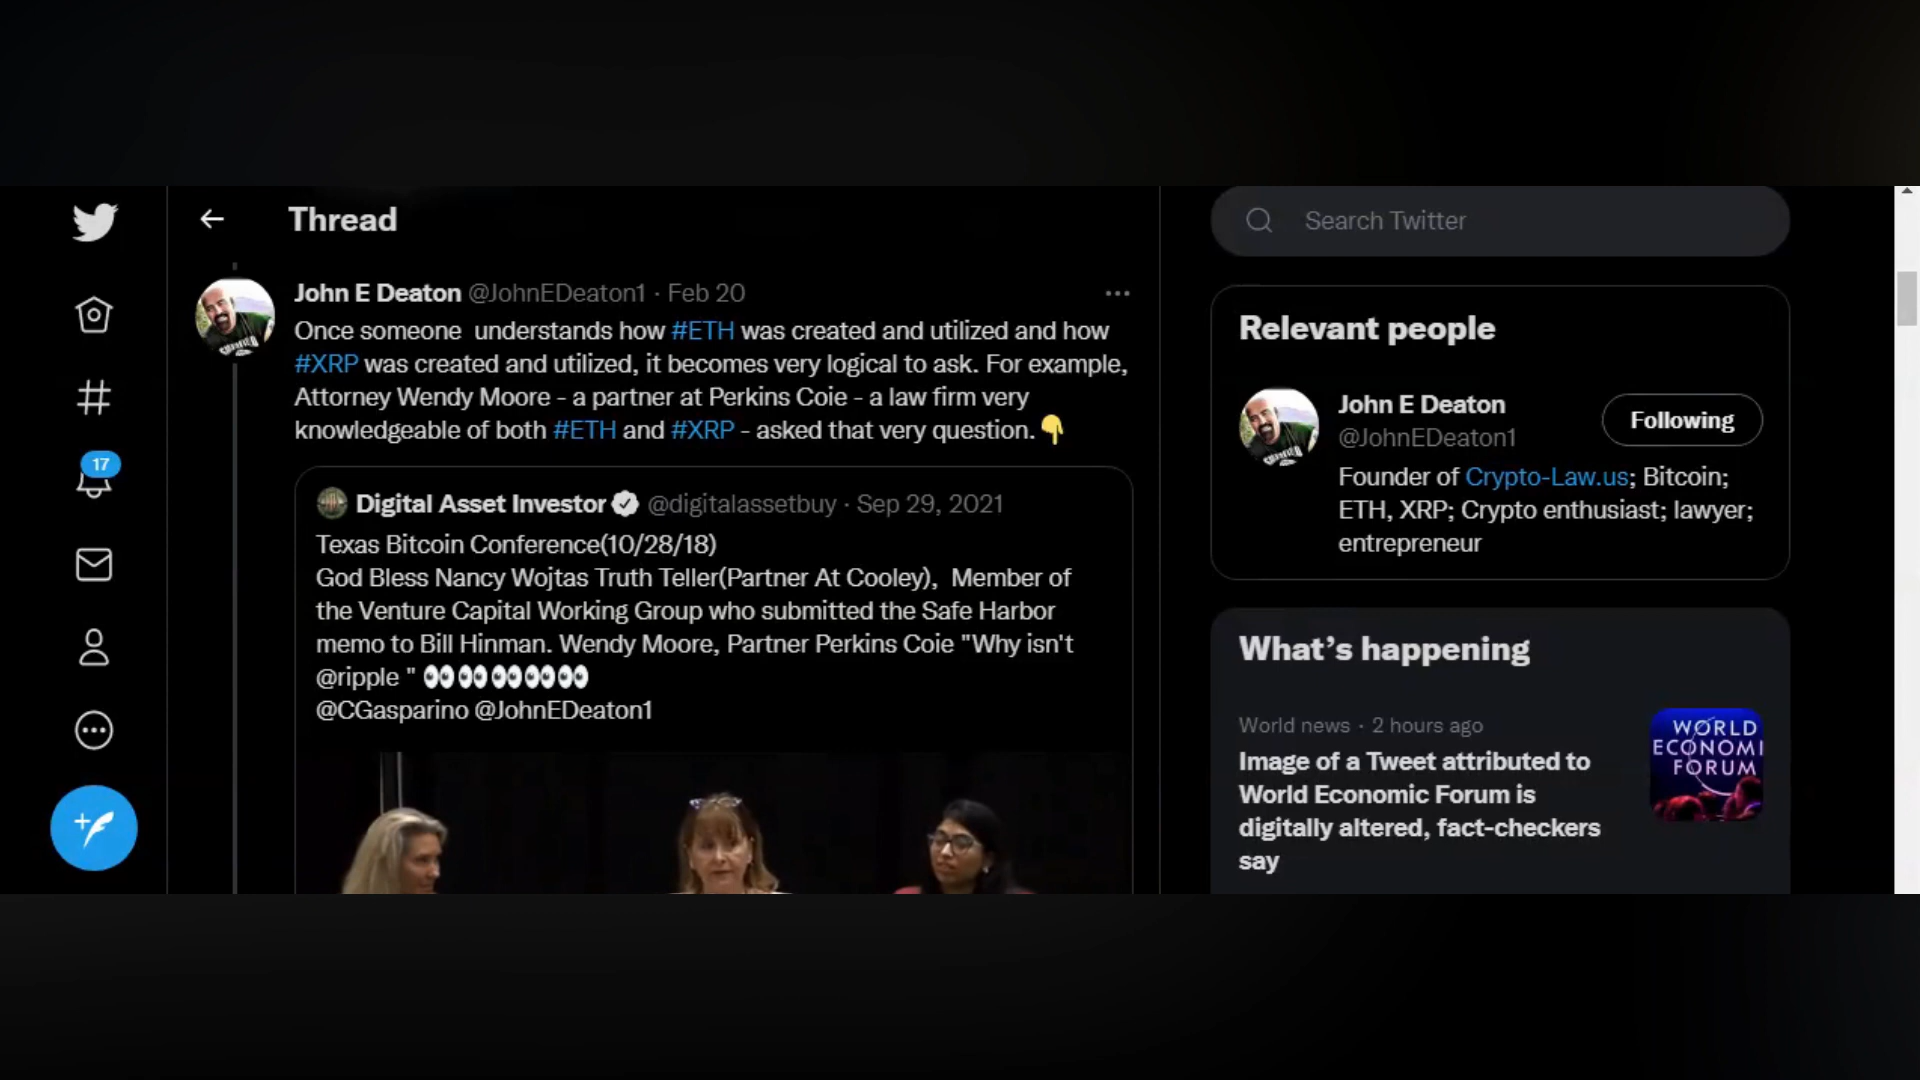 Thread
Search Twitter
John E Deaton @JohnEDeaton1 · Feb 20
Once someone understands how #ETH was created and utilized and how
#XRP was created and utilized, it becomes very logical to ask. For example,
Attorney Wendy Moore - a partner at Perkins Coie - a law firm very
knowledgeable of both #ETH and #XRP - asked that very question.👇
Digital Asset Investor @digitalassetbuy · Sep 29, 2021
Texas Bitcoin Conference(10/28/18)
God Bless Nancy Wojtas Truth Teller(Partner At Cooley), Member of
the Venture Capital Working Group who submitted the Safe Harbor
memo to Bill Hinman. Wendy Moore, Partner Perkins Coie "Why isn't
@ripple " 👀👀👀👀👀
@CGasparino @JohnEDeaton1
17
Relevant people
John E Deaton
@JohnEDeaton1
Following
Founder of Crypto-Law.us; Bitcoin;
ETH, XRP; Crypto enthusiast; lawyer;
entrepreneur
What's happening
World news · 2 hours ago
Image of a Tweet attributed to
World Economic Forum is
digitally altered, fact-checkers
say
WORLD
ECONOMI
FORUM